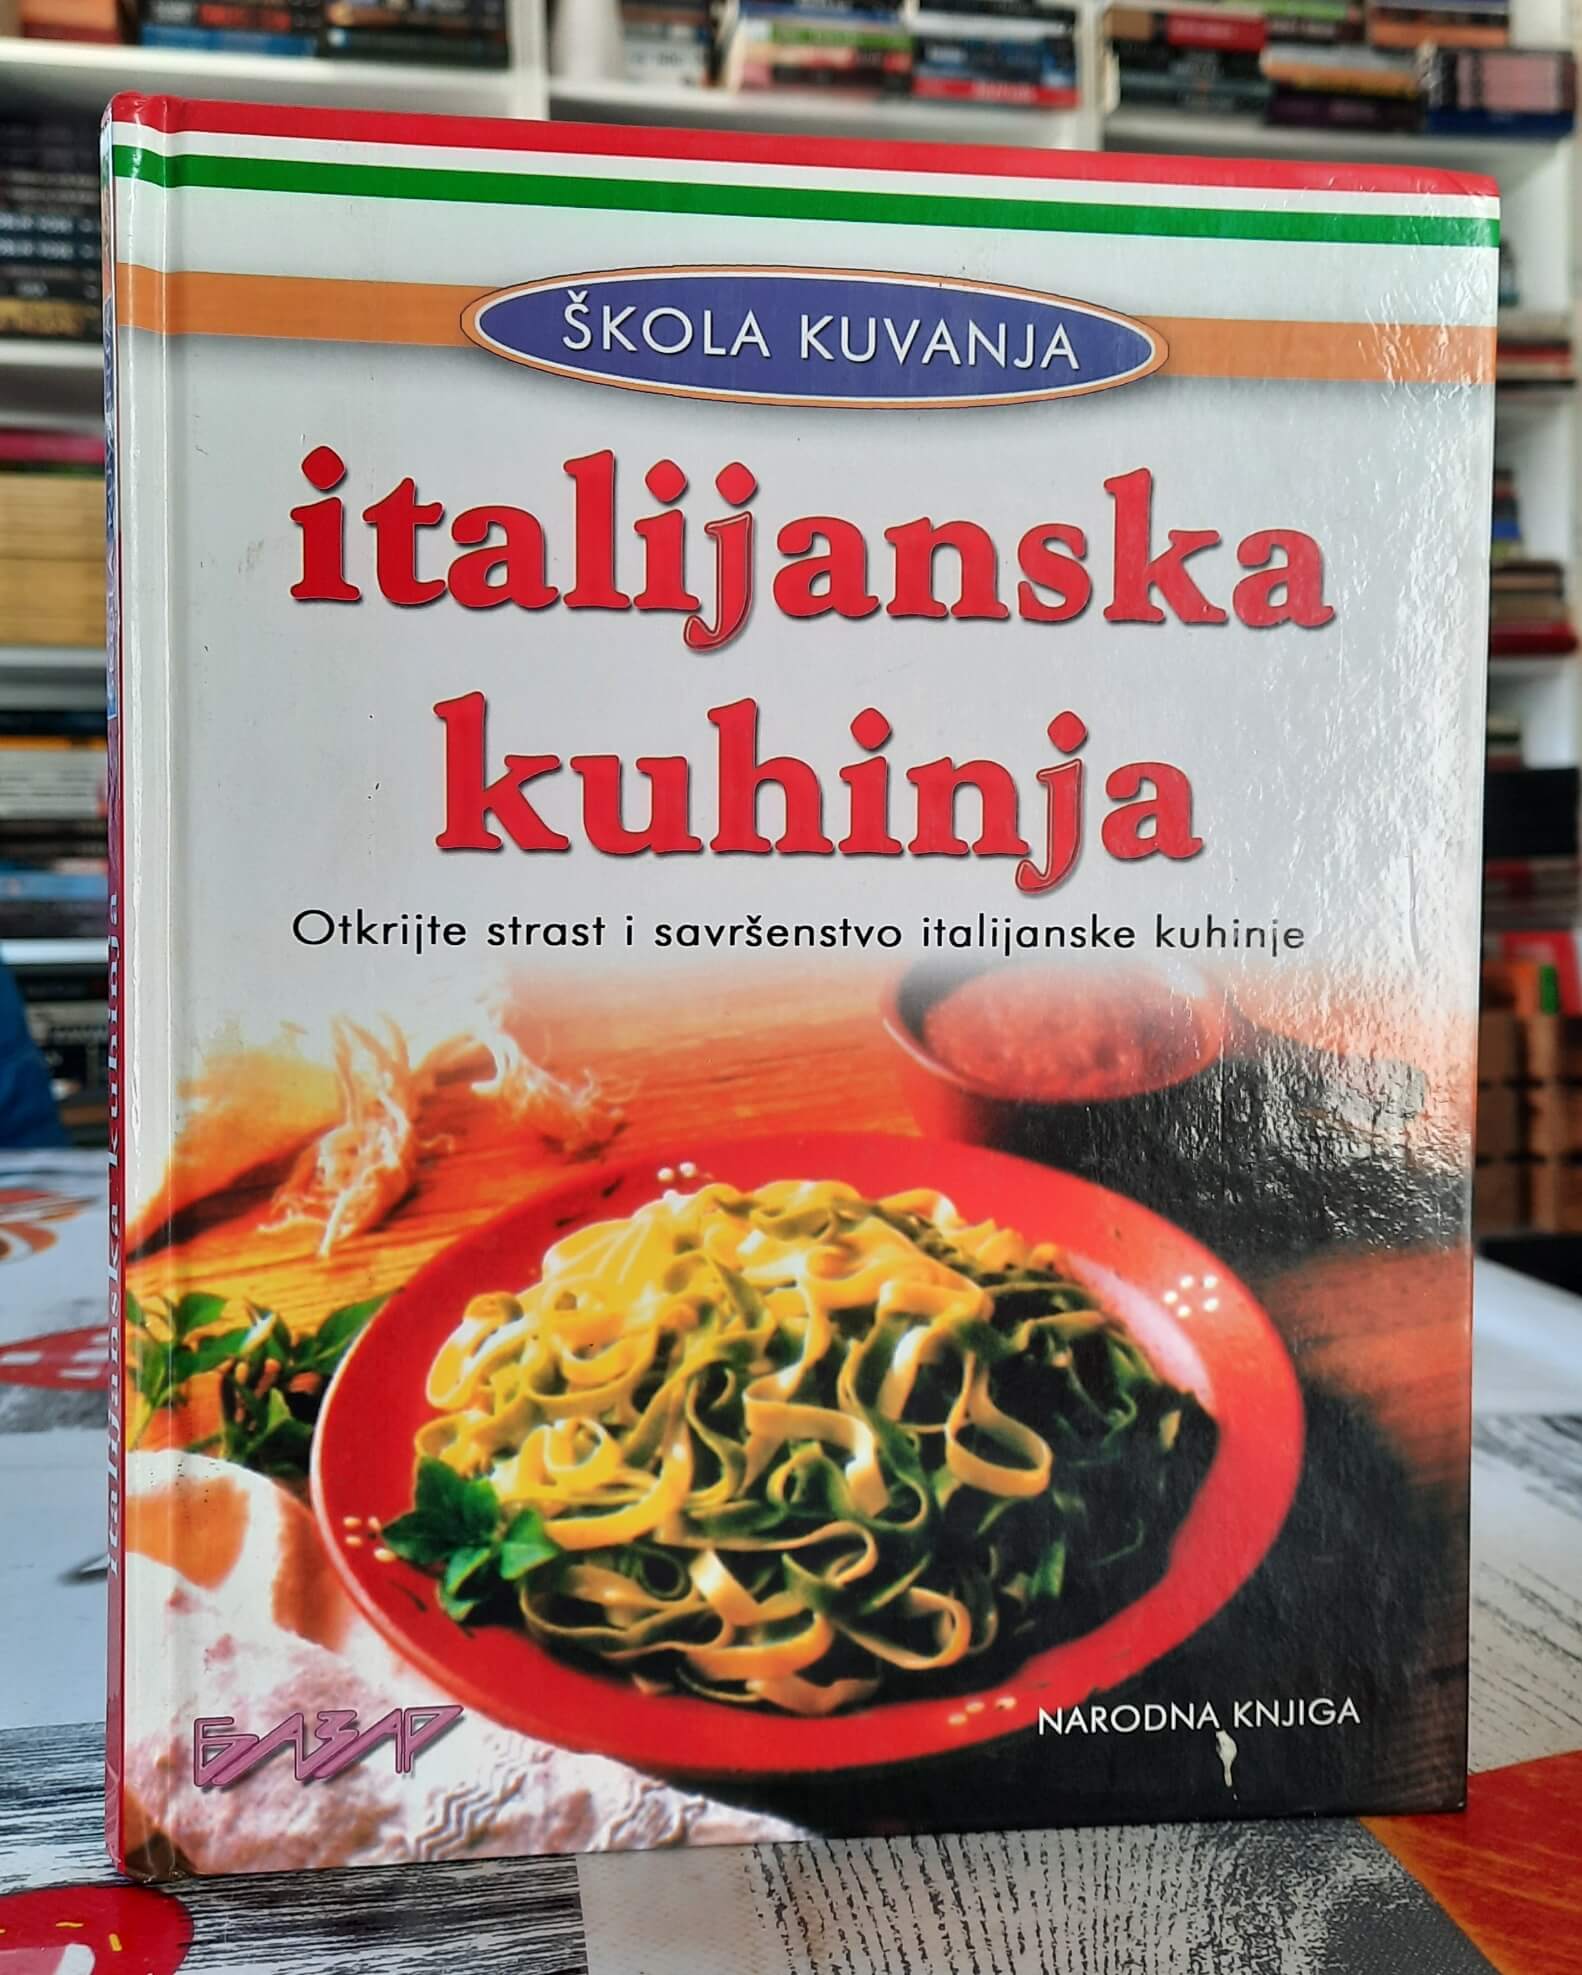 ŠKOLA KUVANJA
italijanska
kuhinja
Otkrijte strast i savršenstvo italijanske kuhinje
БАЗАР
NARODNA KNJIGA
italijanska kuhinja